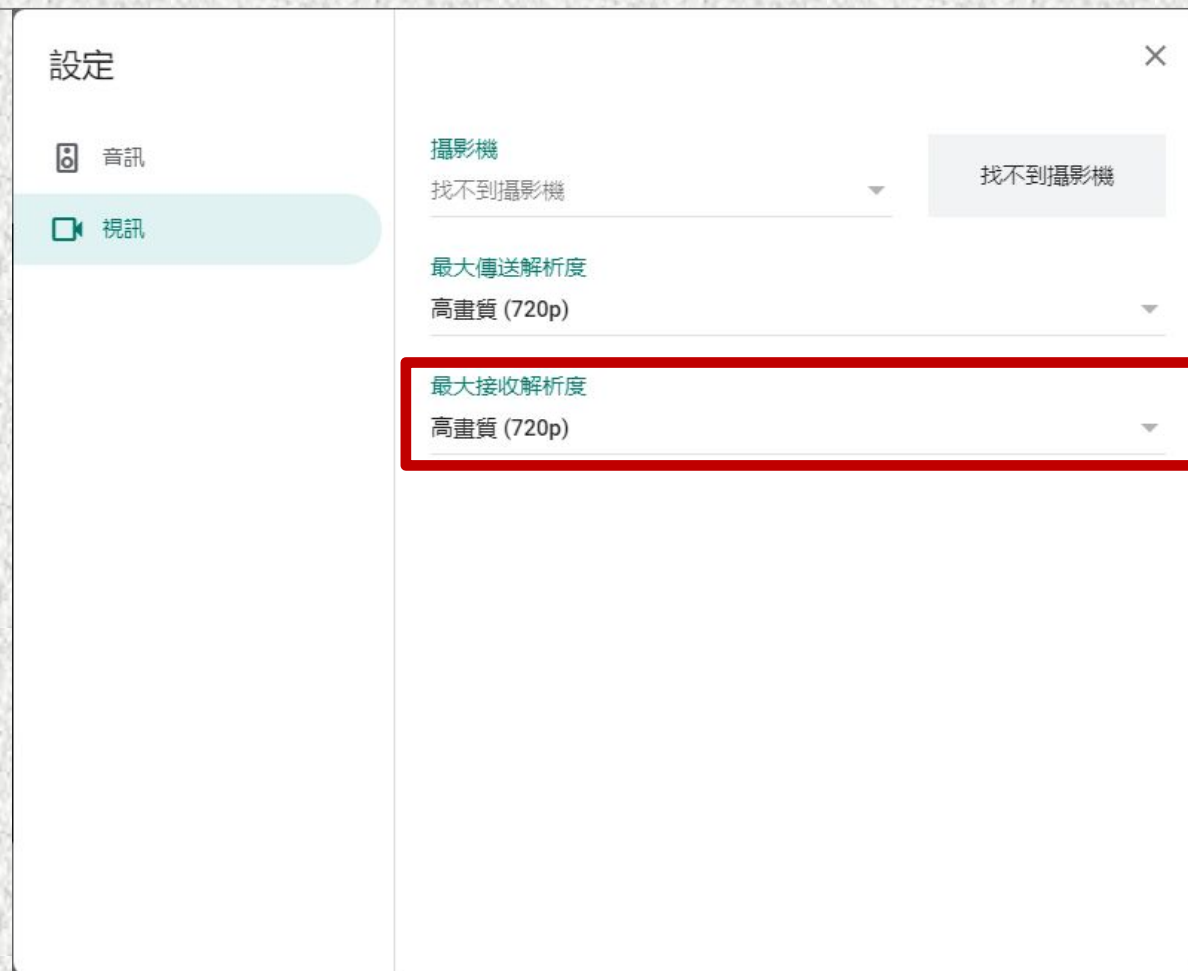 設定
音訊
視訊
攝影機
找不到攝影機
找不到攝影機
最大傳送解析度
高畫質 (720p)
最大接收解析度
高畫質 (720p)